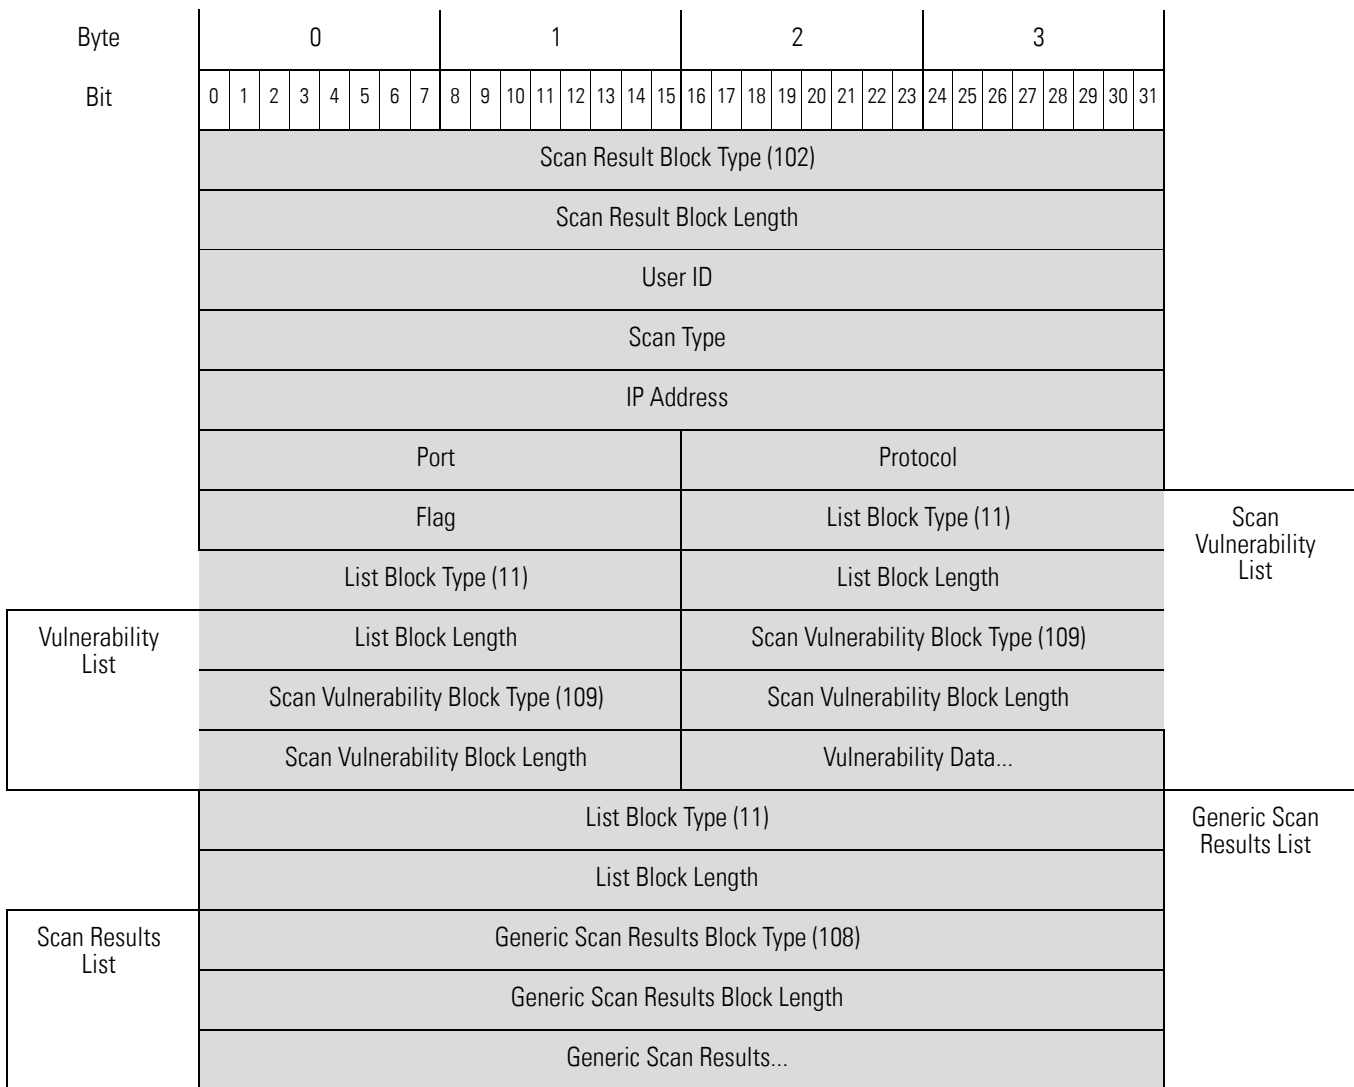 Byte 0 1 2 3
Bit 0 1 2 3 4 5 6 7 8 9 10 11 12 13 14 15 16 17 18 19 20 21 22 23 24 25 26 27 28 29 30 31
Scan Result Block Type (102)
Scan Result Block Length
User ID
Scan Type
IP Address
Port Protocol
Flag List Block Type (11) Scan
Vulnerability
List
List Block Type (11) List Block Length
Vulnerability
List
List Block Length Scan Vulnerability Block Type (109)
Scan Vulnerability Block Type (109) Scan Vulnerability Block Length
Scan Vulnerability Block Length Vulnerability Data...
List Block Type (11) Generic Scan
Results List
List Block Length
Scan Results
List
Generic Scan Results Block Type (108)
Generic Scan Results Block Length
Generic Scan Results...